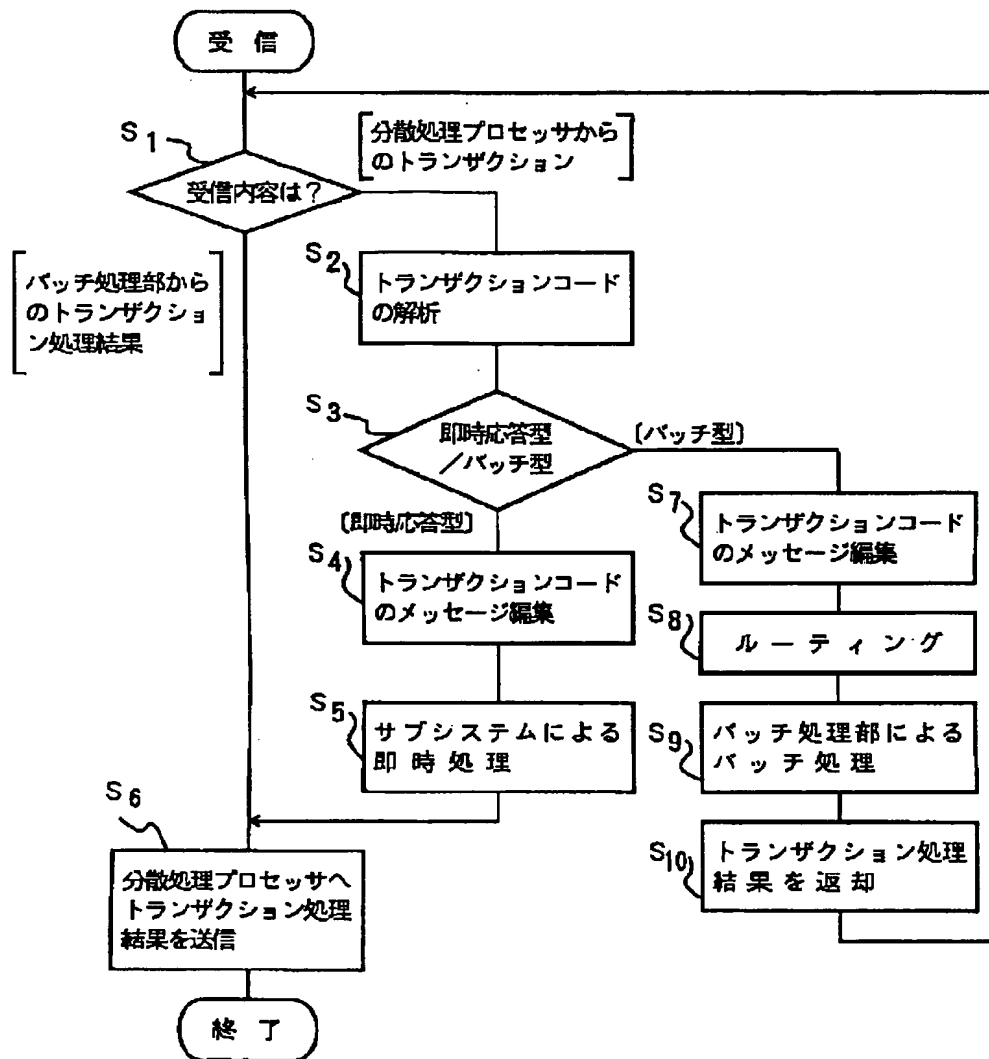 受信
S1
受信内容は?
[分散処理プロセッサから
のトランザクション]
[バッチ処理部から
のトランザクショ
ン処理結果]
S2
トランザクションコード
の解析
S3
即時応答型
/バッチ型
[バッチ型]
[即時応答型]
S4
トランザクションコード
のメッセージ編集
S5
サブシステムによる
即時処理
S6
分散処理プロセッサへ
トランザクション処理
結果を送信
終了
S7
トランザクションコード
のメッセージ編集
S8
ルーティング
S9
バッチ処理部による
バッチ処理
S10
トランザクション処理
結果を返却